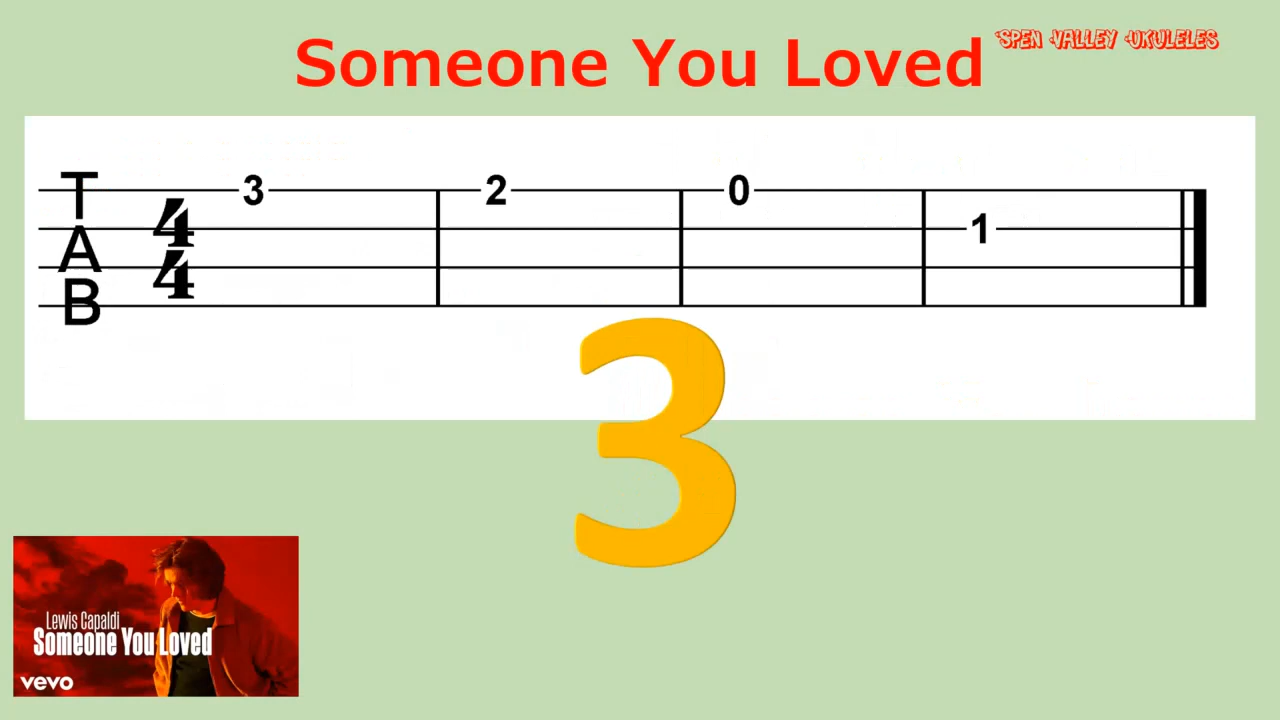 Someone You Loved
SPEN VALLEY UKULELES
T
A
B
4
4
3
2
0
1
3
Lewis Capaldi
Someone You Loved
vevo